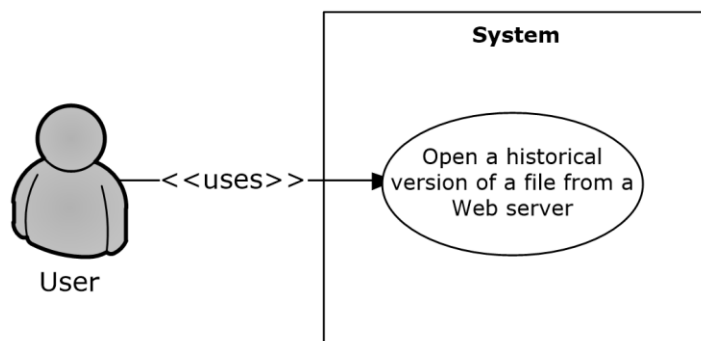 System
<<uses>>
Open a historical
version of a file from a
Web server
User